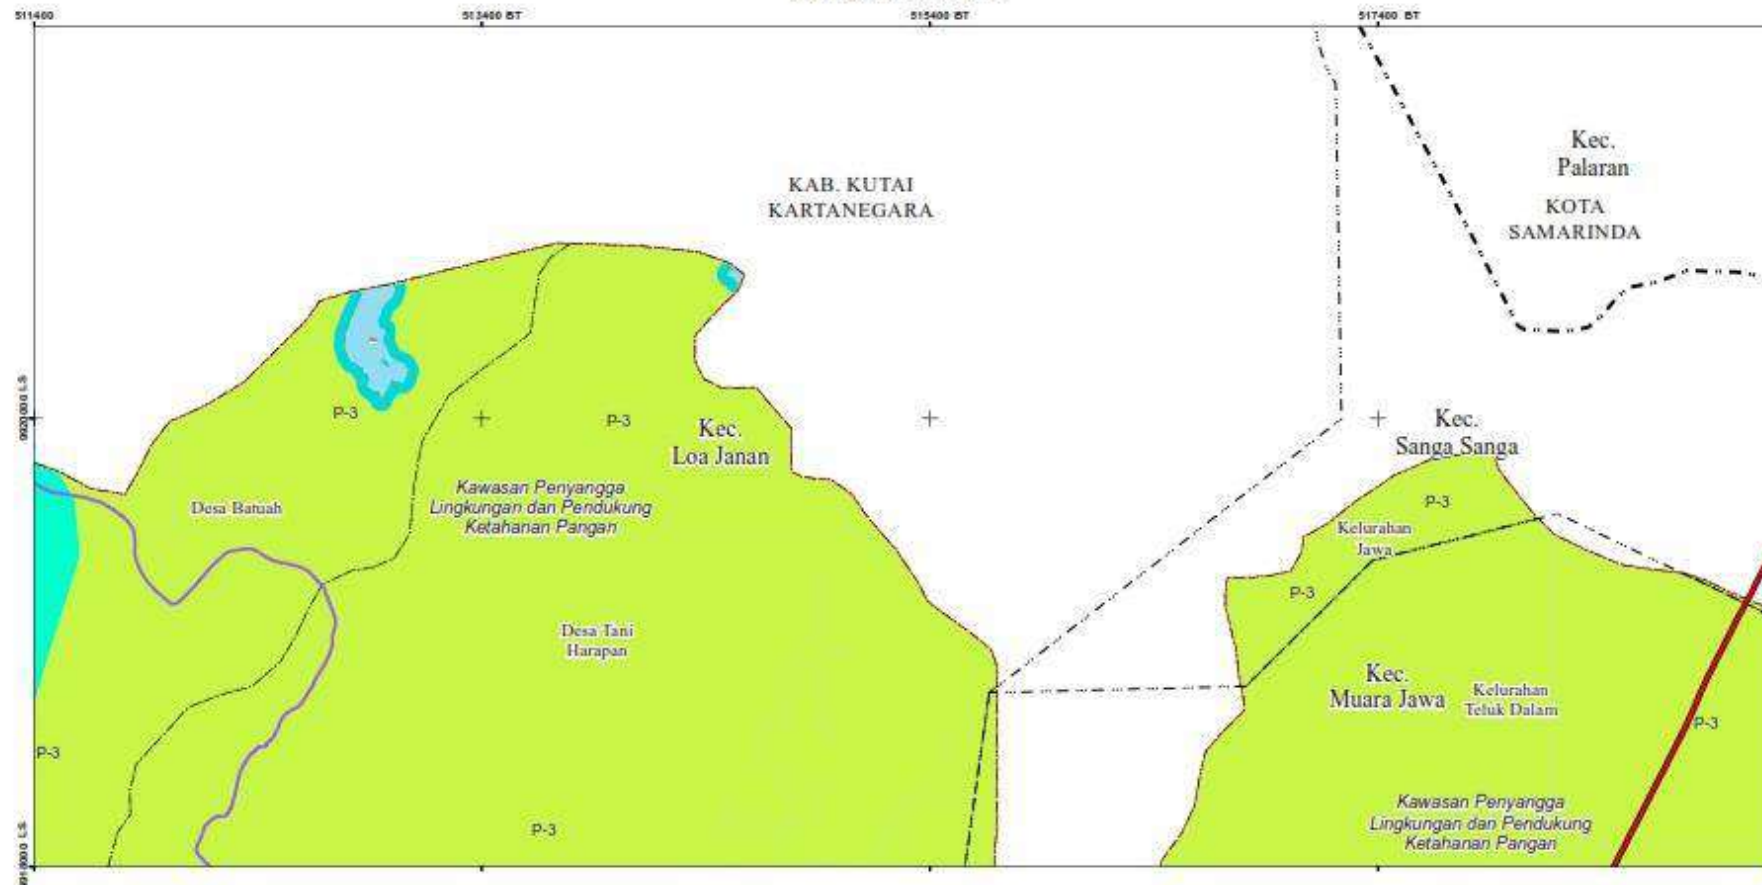 511400
513400 BT
515400 BT
517400 BT
Kec.
Palaran
KOTA
SAMARINDA
KAB. KUTAI
KARTANEGARA
P-3
P-3
Kec.
Loa Janan
Kec.
Sanga Sanga
Kawasan Penyangga
Lingkungan dan Pendukung
Ketahanan Pangan
Desa Batuah
P-3
Kelurahan
Jawa
P-3
Desa Tani
Harapan
Kec.
Muara Jawa
Kelurahan
Teluk Dalam
P-3
P-3
Kawasan Penyangga
Lingkungan dan Pendukung
Ketahanan Pangan
P-3